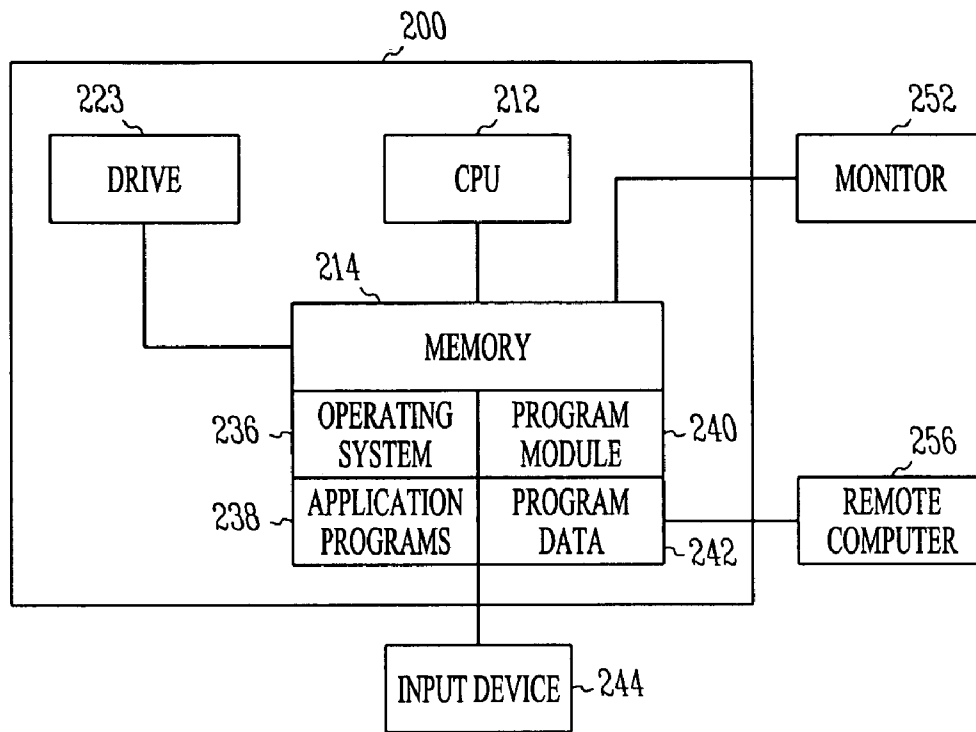 200
223
212
252
DRIVE
CPU
MONITOR
214
MEMORY
236
OPERATING
SYSTEM
PROGRAM
MODULE
240
256
238
APPLICATION
PROGRAMS
PROGRAM
DATA
242
REMOTE
COMPUTER
INPUT DEVICE
244